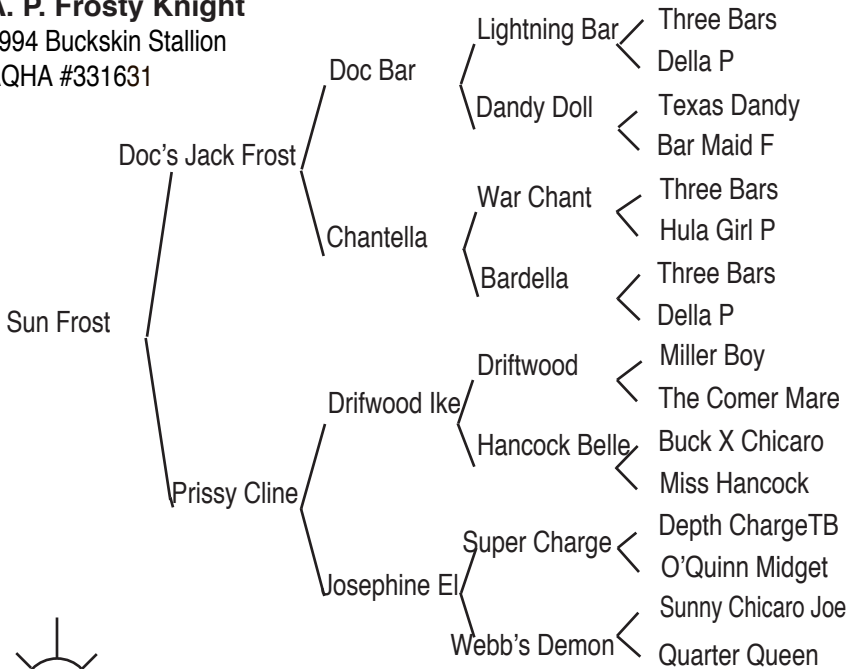 A. P. Frosty Knight
994 Buckskin Stallion
QHA #331631
Sun Frost
Doc's Jack Frost
Prissy Cline
Doc Bar
Chantella
Drifwood Ike
Josephine El
Lightning Bar
Dandy Doll
War Chant
Bardella
Driftwood
Hancock Belle
Super Charge
Webb's Demon
Three Bars
Della P
Texas Dandy
Bar Maid F
Three Bars
Hula Girl P
Three Bars
Della P
Miller Boy
The Comer Mare
Buck X Chicaro
Miss Hancock
Depth ChargeTB
O'Quinn Midget
Sunny Chicaro Joe
Quarter Queen